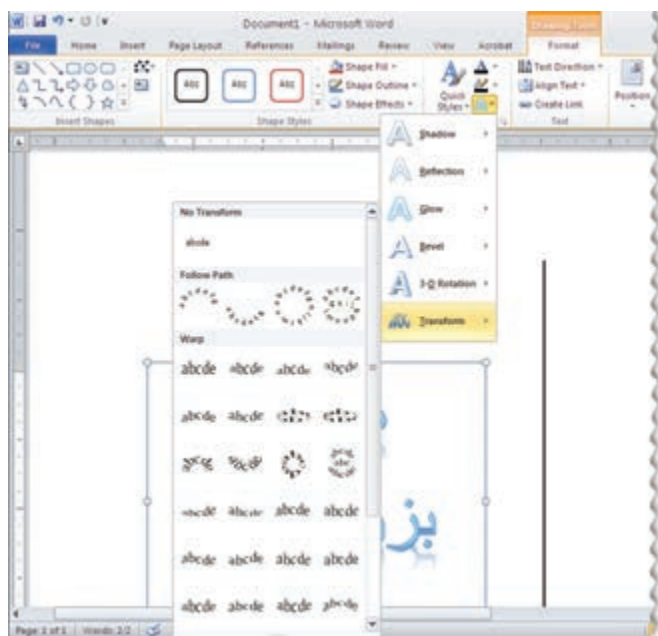 Document1 - Microsoft Word
Drawing Tools
File Home Insert Page Layout References Mailings Review View Acrobat Format
Abc Abc Abc
Shape Fill
Shape Outline
Shape Effects
Quick Styles
Text Direction
Align Text
Create Link
Position
Insert Shapes Shape Styles Text
Shadow
Reflection
Glow
Bevel
3-D Rotation
Transform
No Transform
abcde
Follow Path
Warp
abcde abcde abcde abcde
abcde abcde
abcde abcde abcde abcde
abcde abcde abcde abcde
abcde abcde abcde abcde
Page: 1 of 1 Words: 2/2